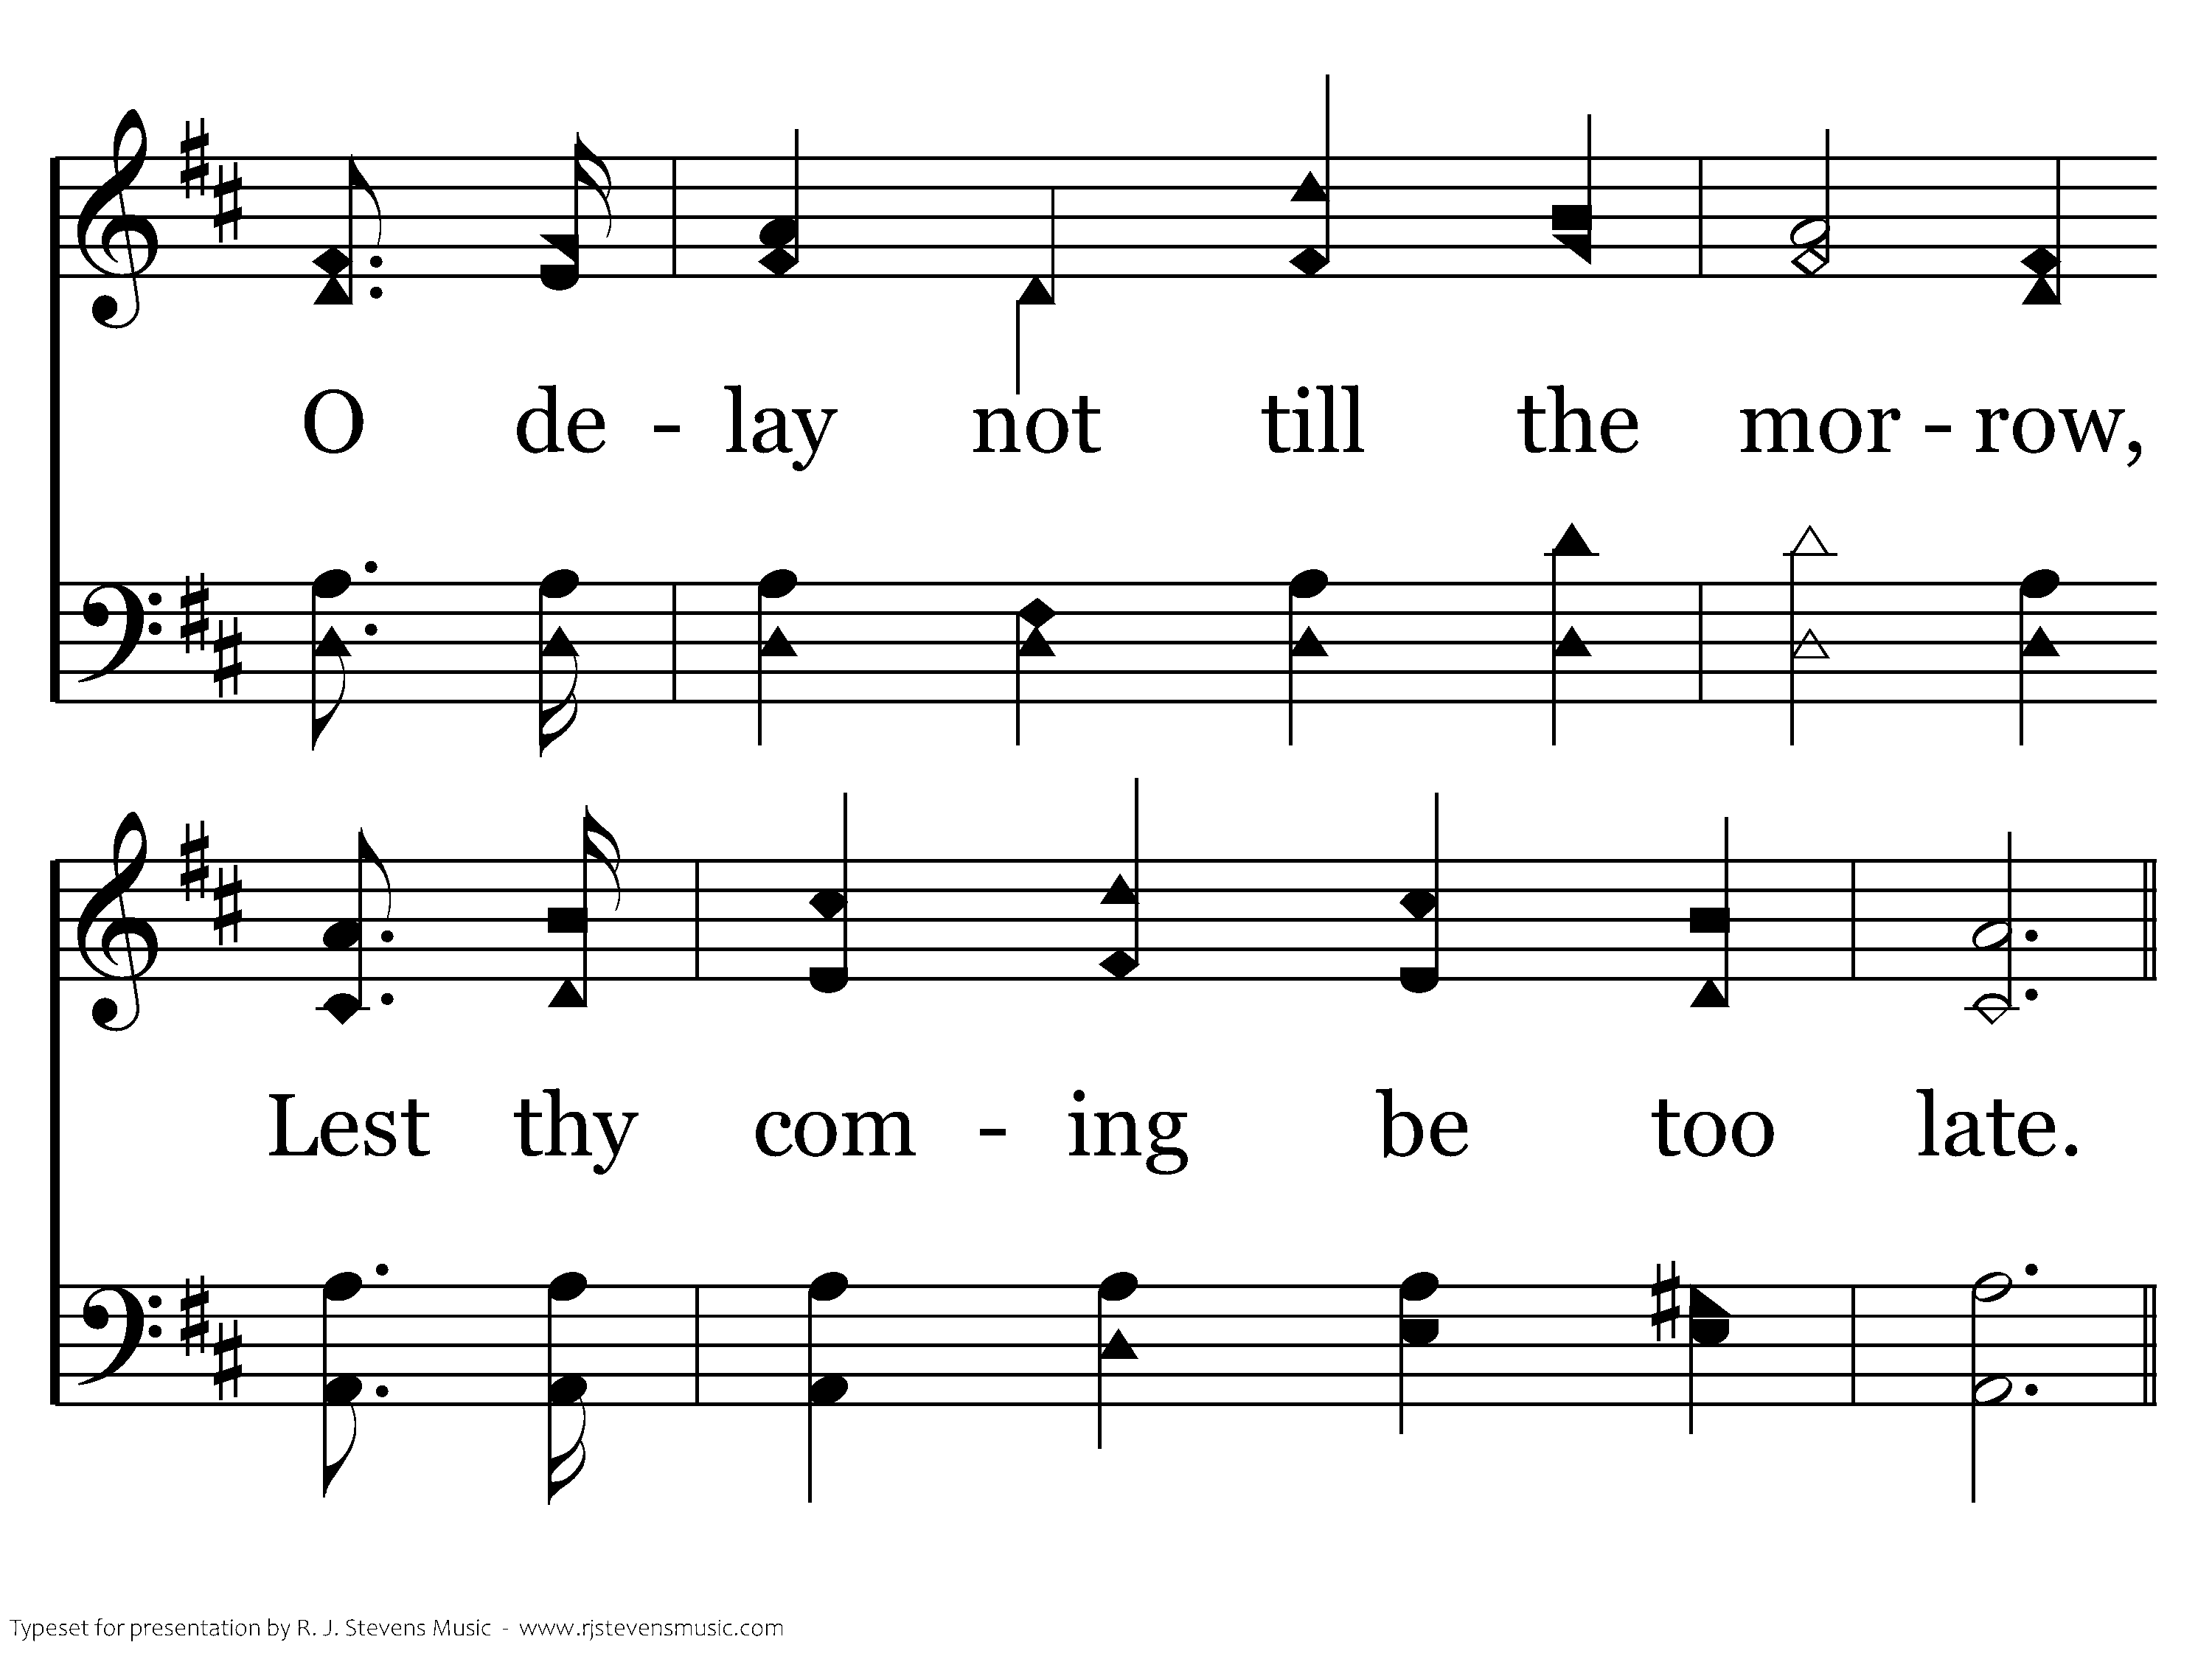 O de - lay not till the mor - row,
Lest thy com - ing be too late.
Typeset for presentation by R. J. Stevens Music - www.rjstevensmusic.com